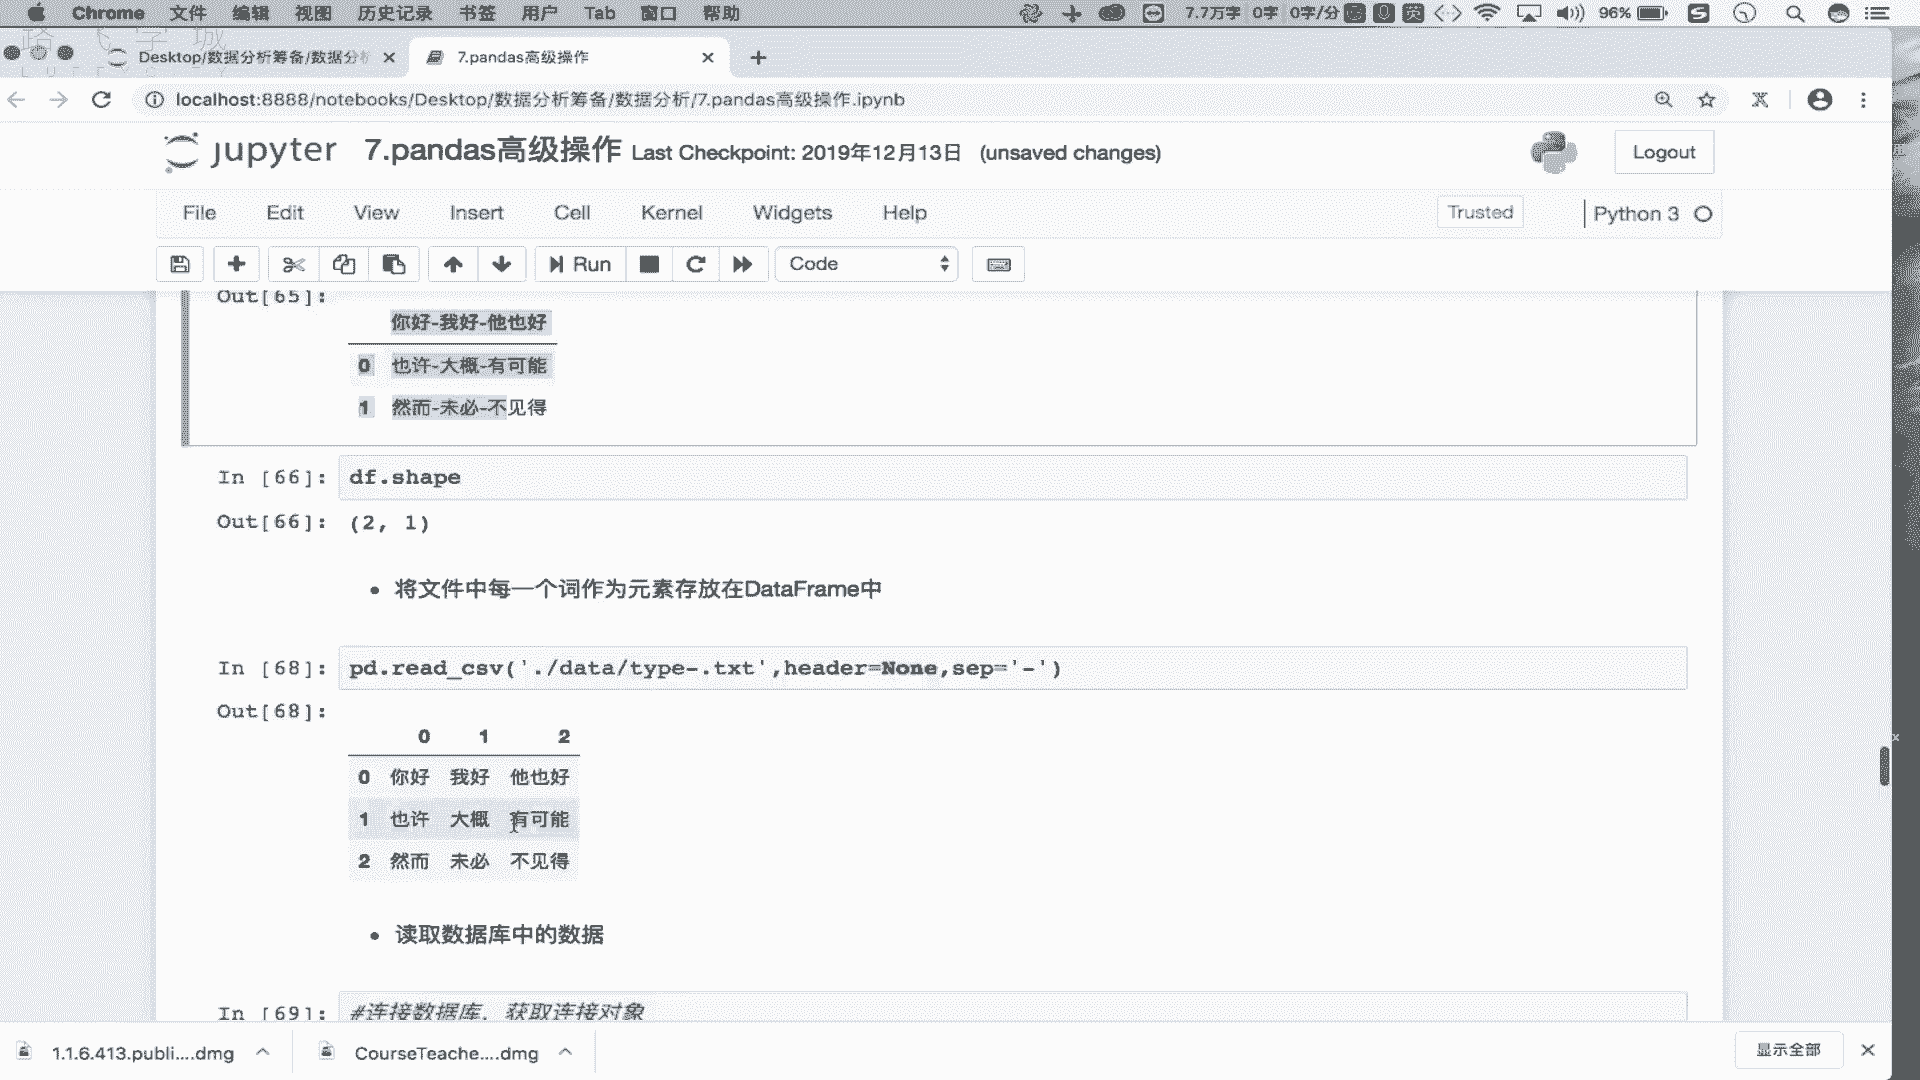 Chrome 文件 编辑 视图 历史记录 书签 用户 Tab 窗口 帮助 7.7万字 0字 0字/分 英 96%
Desktop/数据分析筹备/数据分析 7.pandas高级操作
localhost:8888/notebooks/Desktop/数据分析筹备/数据分析/7.pandas高级操作.ipynb
jupyter 7.pandas高级操作 Last Checkpoint: 2019年12月13日 (unsaved changes) Logout
File Edit View Insert Cell Kernel Widgets Help Trusted Python 3
Run Code
Out[65]:
你好-我好-他也好
0 也许-大概-有可能
1 然而-未必-不见得
In [66]: df.shape
Out[66]: (2, 1)
• 将文件中每一个词作为元素存放在DataFrame中
In [68]: pd.read_csv('./data/type-.txt',header=None,sep='-')
Out[68]:
0 1 2
0 你好 我好 他也好
1 也许 大概 有可能
2 然而 未必 不见得
• 读取数据库中的数据
In [69]: #连接数据库，获取连接对象
1.1.6.413.publi....dmg CourseTeache....dmg 显示全部